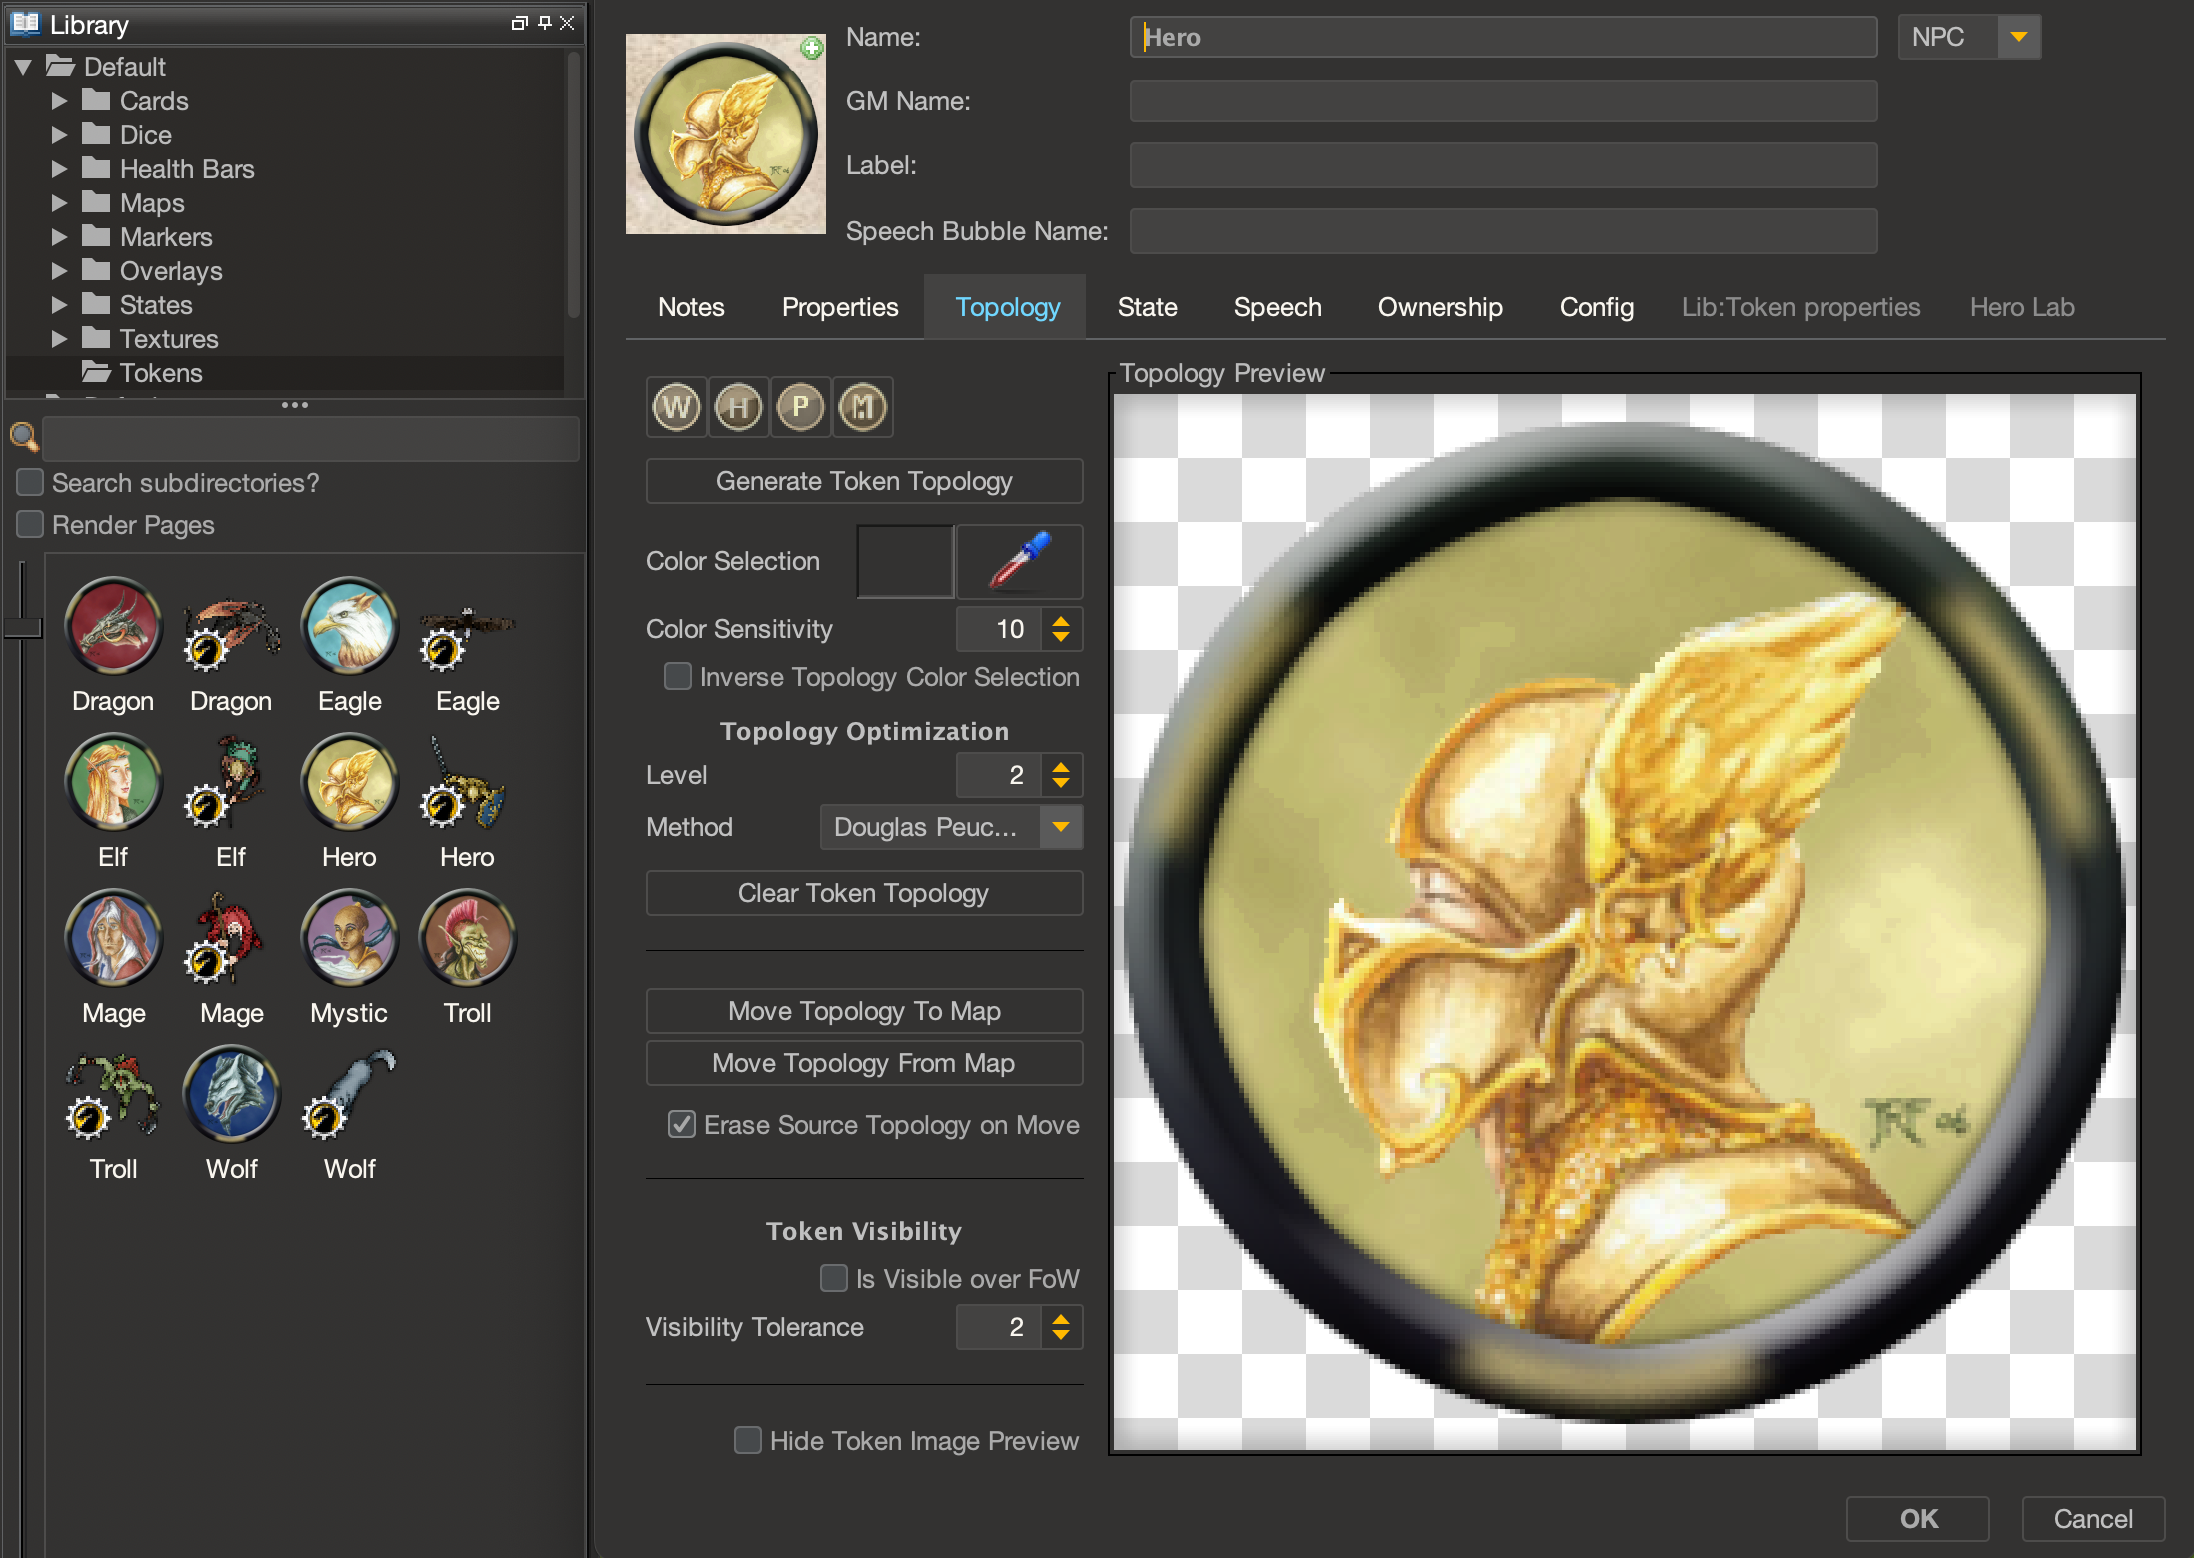 Library
Default
Cards
Dice
Health Bars
Maps
Markers
Overlays
States
Textures
Tokens
Search subdirectories?
Render Pages
Dragon Dragon Eagle Eagle
Elf Elf Hero Hero
Mage Mage Mystic Troll
Troll Wolf Wolf
Name: Hero NPC
GM Name:
Label:
Speech Bubble Name:
Notes Properties Topology State Speech Ownership Config Lib:Token properties Hero Lab
W H P M
Generate Token Topology
Color Selection
Color Sensitivity 10
Inverse Topology Color Selection
Topology Optimization
Level 2
Method Douglas Peuc...
Clear Token Topology
Move Topology To Map
Move Topology From Map
Erase Source Topology on Move
Token Visibility
Is Visible over FoW
Visibility Tolerance 2
Hide Token Image Preview
Topology Preview
OK Cancel